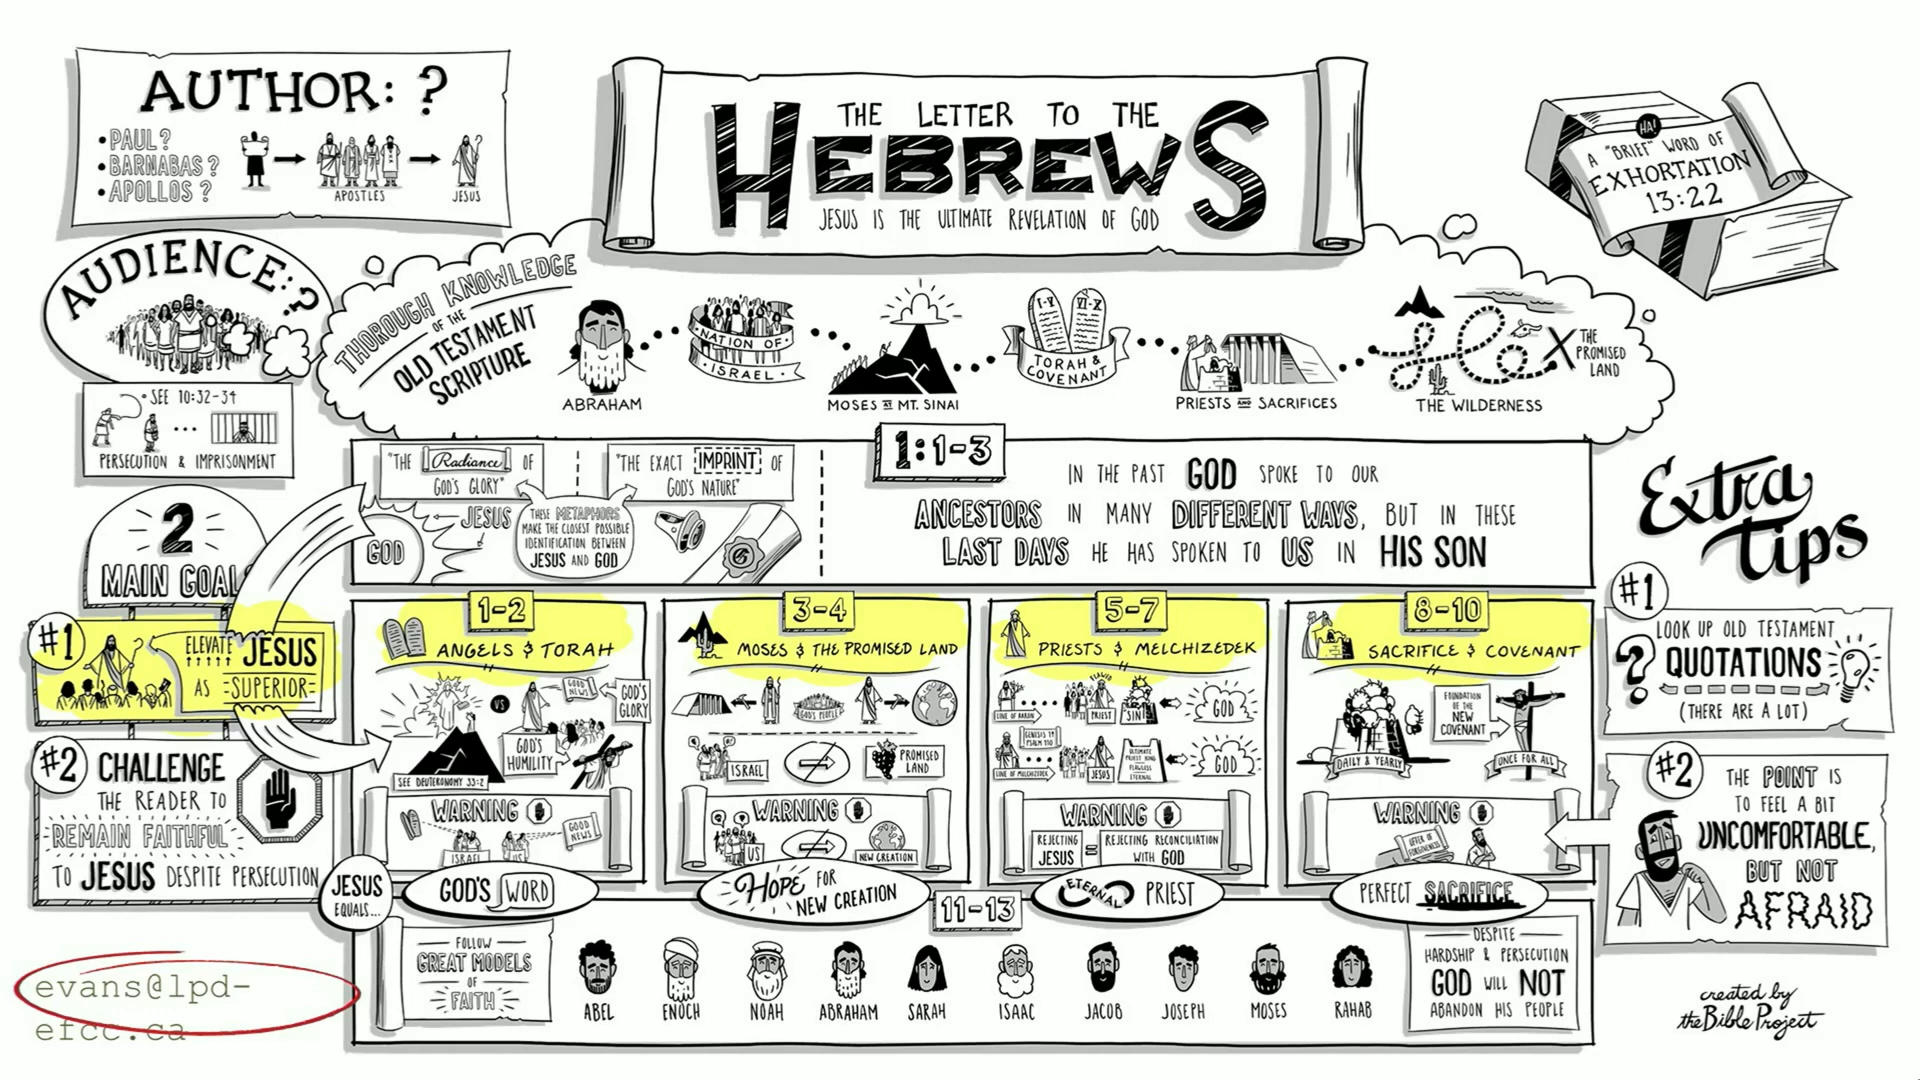 AUTHOR: ?
• PAUL?
• BARNABAS?
• APOLLOS?
APOSTLES
JESUS
THE LETTER TO THE
HEBREWS
JESUS IS THE ULTIMATE REVELATION OF GOD
HA!
A "BRIEF" WORD OF
EXHORTATION
13:22
AUDIENCE: ?
• SEE 10:32-34
...
PERSECUTION & IMPRISONMENT
THOROUGH KNOWLEDGE
OF THE
OLD TESTAMENT
SCRIPTURE
ABRAHAM
NATION OF
ISRAEL
MOSES AT MT. SINAI
I-V VI-X
TORAH &
COVENANT
PRIESTS AND SACRIFICES
X THE
PROMISED
LAND
THE WILDERNESS
2
MAIN GOAL
#1
ELEVATE JESUS
AS SUPERIOR
#2 CHALLENGE
THE READER TO
REMAIN FAITHFUL
TO JESUS DESPITE PERSECUTION
"THE Radiance OF
GOD'S GLORY"
"THE EXACT IMPRINT OF
GOD'S NATURE"
GOD
JESUS
THESE METAPHORS
MAKE THE CLOSEST POSSIBLE
IDENTIFICATION BETWEEN
JESUS AND GOD
G
1:1-3
IN THE PAST GOD SPOKE TO OUR
ANCESTORS IN MANY DIFFERENT WAYS, BUT IN THESE
LAST DAYS HE HAS SPOKEN TO US IN HIS SON
1-2
ANGELS & TORAH
VS
GOOD
NEWS
GOD'S
GLORY
GOD'S
HUMILITY
SEE DEUTERONOMY 33:2
WARNING
GOOD
NEWS
ISRAEL
US
3-4
MOSES & THE PROMISED LAND
GOD'S PEOPLE
ISRAEL
PROMISED
LAND
WARNING
US
NEW CREATION
5-7
PRIESTS & MELCHIZEDEK
LINE OF AARON
FLAWED
PRIEST
SIN
GOD
GENESIS 14
PSALM 110
LINE OF MELCHIZEDEK
JESUS
ULTIMATE
PRIEST KING
FLAWLESS
ETERNAL
GOD
WARNING
REJECTING
JESUS
=
REJECTING RECONCILIATION
WITH GOD
8-10
SACRIFICE & COVENANT
DAILY & YEARLY
FOUNDATION
OF THE
NEW
COVENANT
ONCE FOR ALL
WARNING
OFFER OF
FORGIVENESS
JESUS
EQUALS...
GOD'S WORD
HOPE FOR
NEW CREATION
ETERNAL PRIEST
PERFECT SACRIFICE
11-13
FOLLOW
GREAT MODELS
OF
FAITH
ABEL
ENOCH
NOAH
ABRAHAM
SARAH
ISAAC
JACOB
JOSEPH
MOSES
RAHAB
DESPITE
HARDSHIP & PERSECUTION
GOD WILL NOT
ABANDON HIS PEOPLE
Extra
Tips
#1
LOOK UP OLD TESTAMENT
? QUOTATIONS
(THERE ARE A LOT)
#2
THE POINT IS
TO FEEL A BIT
UNCOMFORTABLE,
BUT NOT
AFRAID
created by
the Bible Project
evans@lpd-
efcc.ca